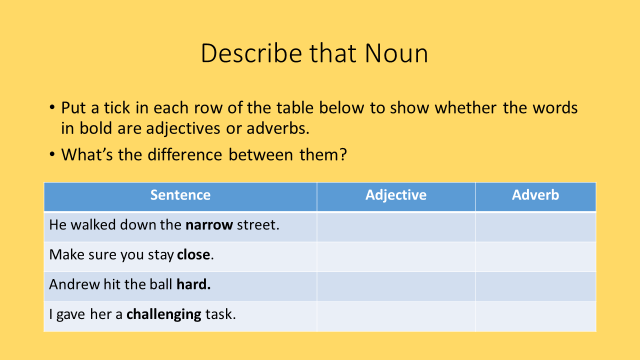 Describe that Noun
• Put a tick in each row of the table below to show whether the words
in bold are adjectives or adverbs.
• What’s the difference between them?
Sentence Adjective Adverb
He walked down the narrow street.
Make sure you stay close.
Andrew hit the ball hard.
I gave her a challenging task.